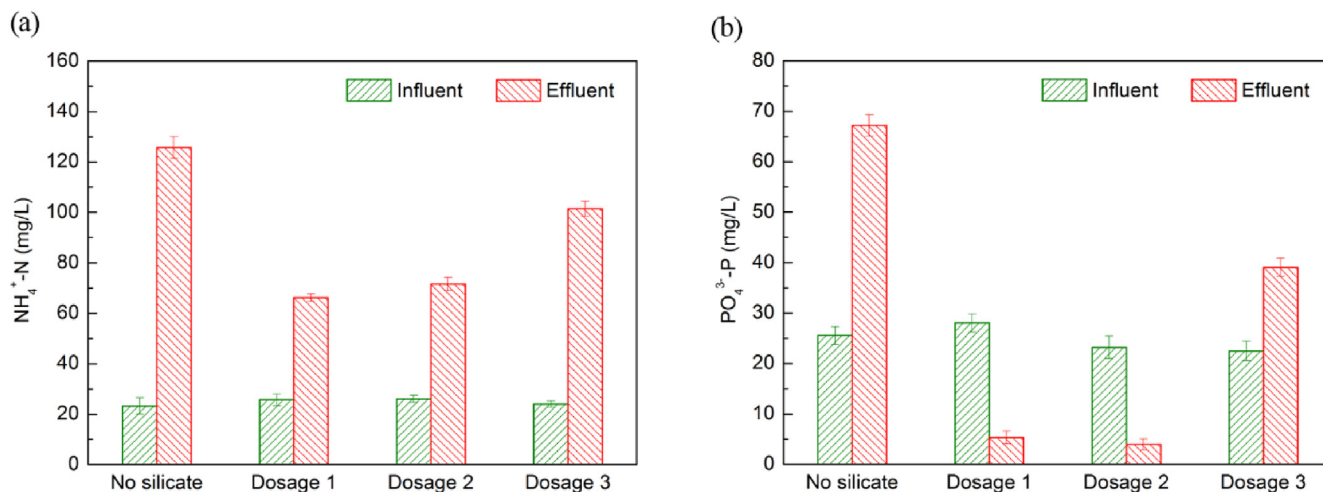 (a)
160
140
120
100
80
60
40
20
0
NH₄⁺-N (mg/L)
Influent Effluent
No silicate Dosage 1 Dosage 2 Dosage 3
(b)
80
70
60
50
40
30
20
10
0
PO₄³⁻-P (mg/L)
Influent Effluent
No silicate Dosage 1 Dosage 2 Dosage 3